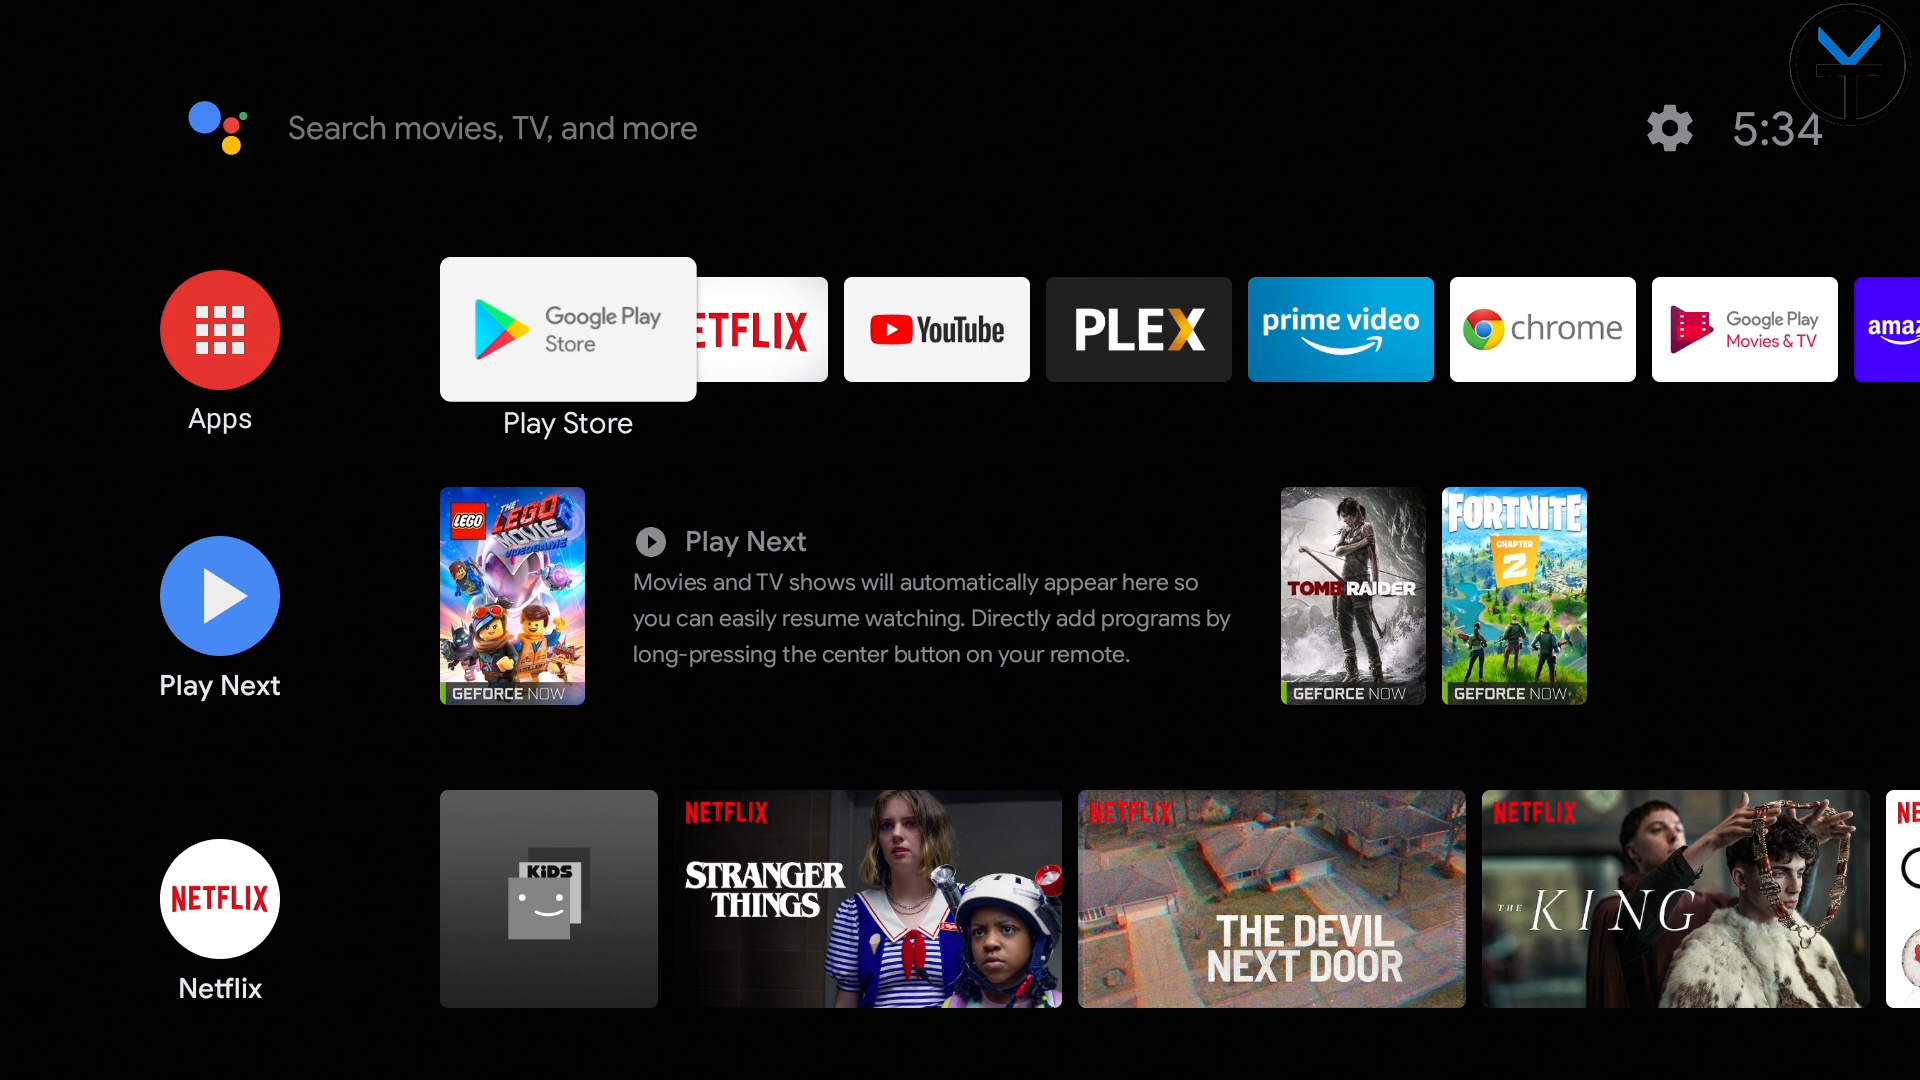 Search movies, TV, and more
5:34
Google Play
Store
ETFLIX
YouTube
PLEX
prime video
chrome
Google Play
Movies & TV
amaz
Apps
Play Store
LEGO
THE
LEGO
MOVIE 2
VIDEOGAME
GEFORCE NOW
Play Next
Movies and TV shows will automatically appear here so
you can easily resume watching. Directly add programs by
long-pressing the center button on your remote.
TOMB RAIDER
GEFORCE NOW
FORTNITE
CHAPTER
2
GEFORCE NOW
Play Next
KiDS
NETFLIX
STRANGER
THINGS
NETFLIX
THE DEVIL
NEXT DOOR
NETFLIX
THE KING
NE
NETFLIX
Netflix